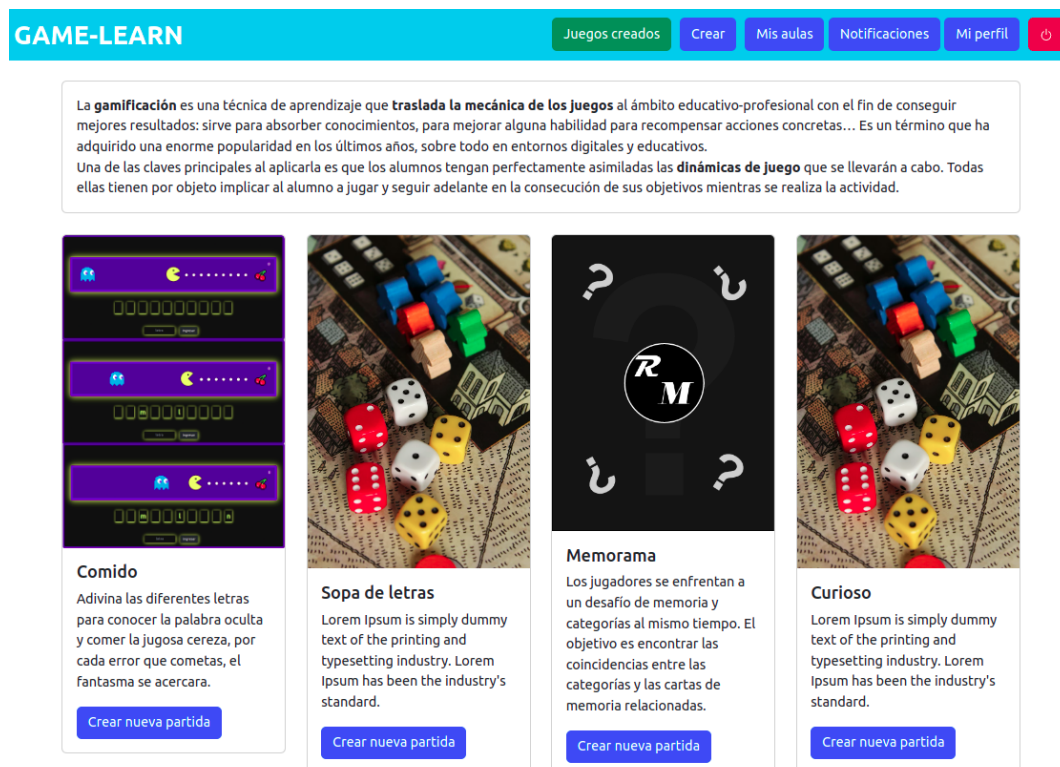 GAME-LEARN
Juegos creados
Crear
Mis aulas
Notificaciones
Mi perfil
La gamificación es una técnica de aprendizaje que traslada la mecánica de los juegos al ámbito educativo-profesional con el fin de conseguir
mejores resultados: sirve para absorber conocimientos, para mejorar alguna habilidad para recompensar acciones concretas... Es un término que ha
adquirido una enorme popularidad en los últimos años, sobre todo en entornos digitales y educativos.
Una de las claves principales al aplicarla es que los alumnos tengan perfectamente asimiladas las dinámicas de juego que se llevarán a cabo. Todas
ellas tienen por objeto implicar al alumno a jugar y seguir adelante en la consecución de sus objetivos mientras se realiza la actividad.
Comido
Adivina las diferentes letras
para conocer la palabra oculta
y comer la jugosa cereza, por
cada error que cometas, el
fantasma se acercara.
Crear nueva partida
Sopa de letras
Lorem Ipsum is simply dummy
text of the printing and
typesetting industry. Lorem
Ipsum has been the industry's
standard.
Crear nueva partida
? ?
R
M
? ?
Memorama
Los jugadores se enfrentan a
un desafío de memoria y
categorías al mismo tiempo. El
objetivo es encontrar las
coincidencias entre las
categorías y las cartas de
memoria relacionadas.
Crear nueva partida
Curioso
Lorem Ipsum is simply dummy
text of the printing and
typesetting industry. Lorem
Ipsum has been the industry's
standard.
Crear nueva partida